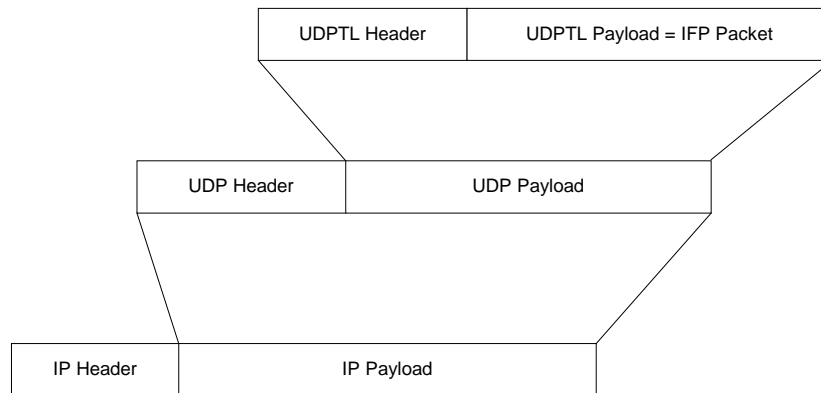 UDPTL Header
UDPTL Payload = IFP Packet
UDP Header
UDP Payload
IP Header
IP Payload